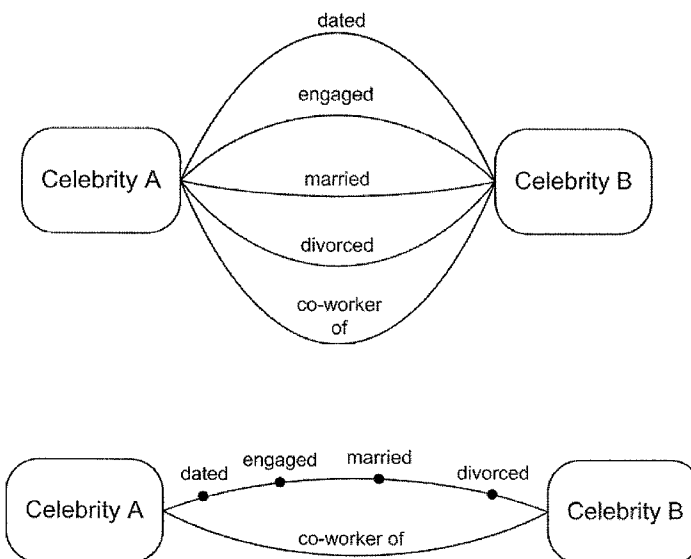 dated
engaged
Celebrity A
Celebrity B
married
divorced
co-worker
of
dated
engaged
married
divorced
Celebrity A
Celebrity B
co-worker of